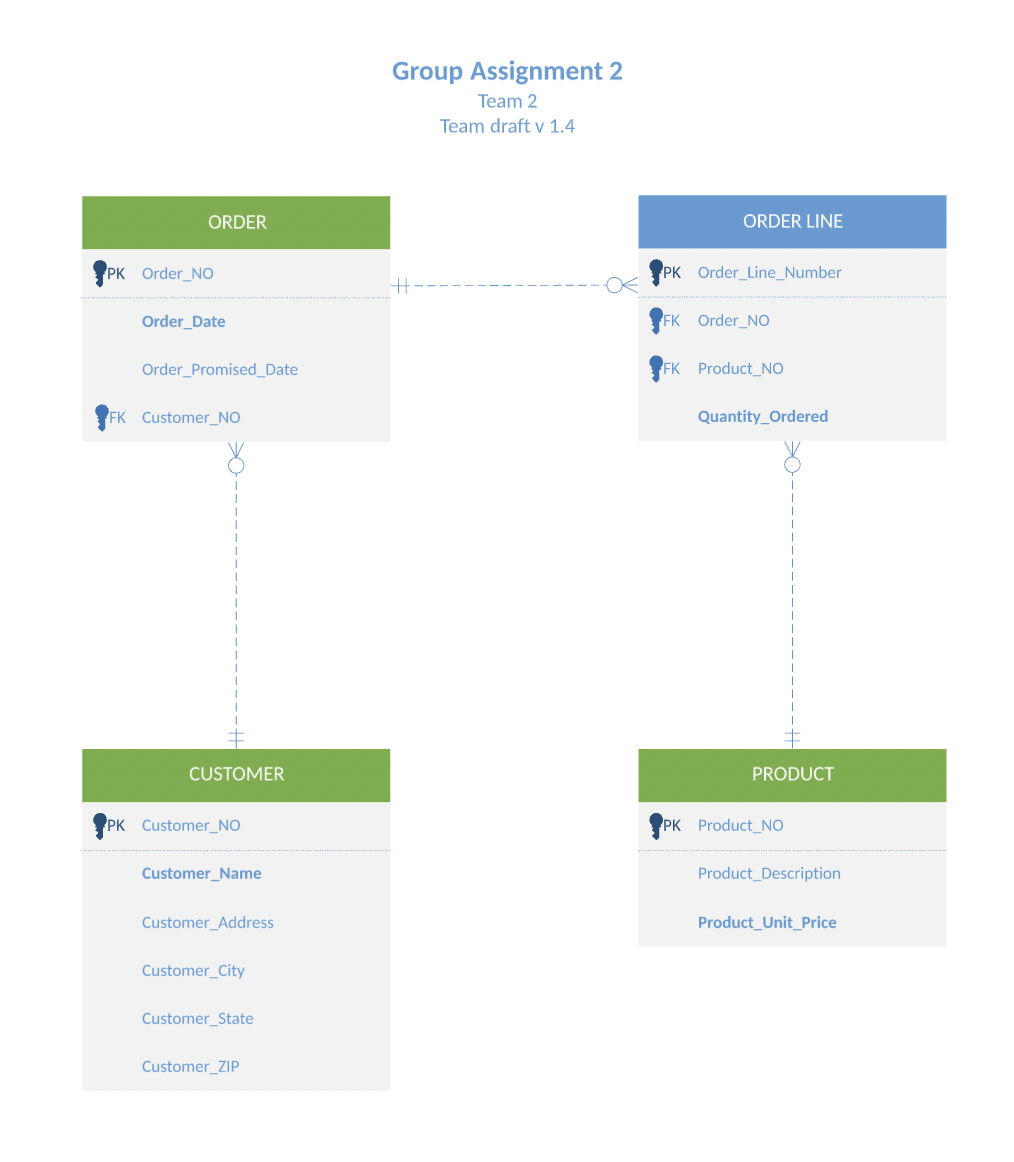 Group Assignment 2
Team 2
Team draft v 1.4
ORDER
PK Order_NO
Order_Date
Order_Promised_Date
FK Customer_NO
ORDER LINE
PK Order_Line_Number
FK Order_NO
FK Product_NO
Quantity_Ordered
CUSTOMER
PK Customer_NO
Customer_Name
Customer_Address
Customer_City
Customer_State
Customer_ZIP
PRODUCT
PK Product_NO
Product_Description
Product_Unit_Price